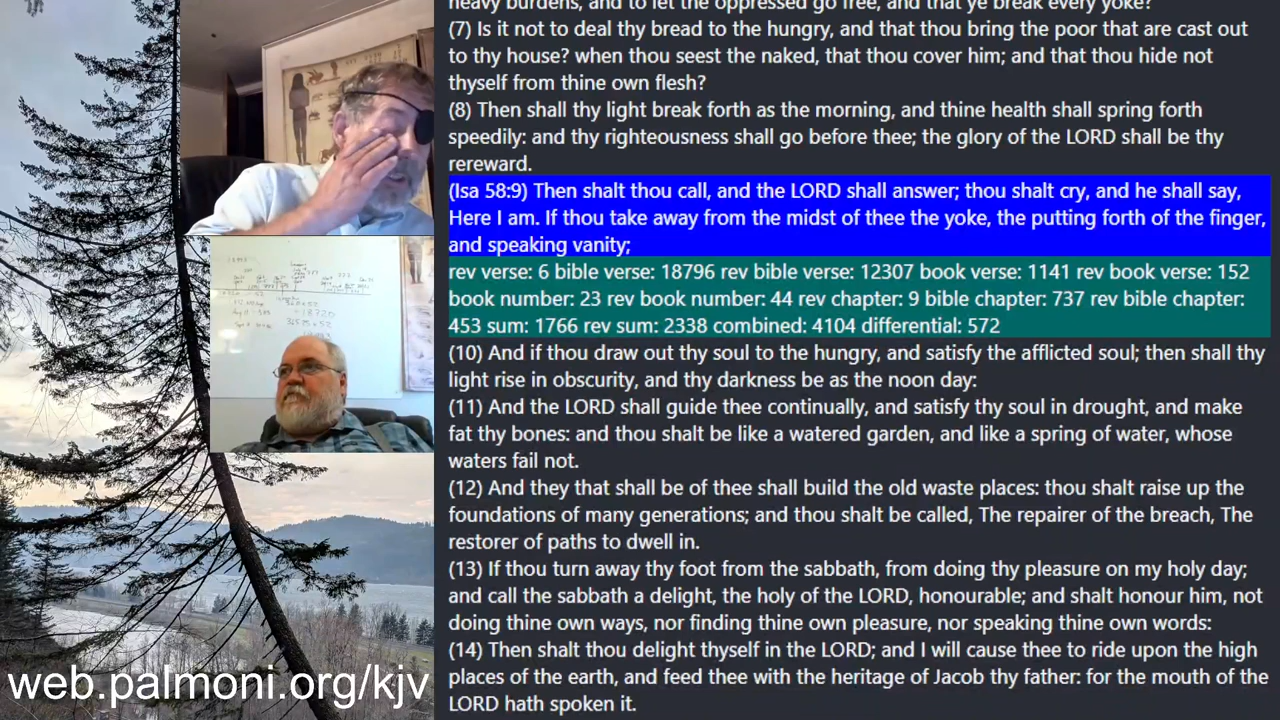 heavy burdens, and to let the oppressed go free, and that ye break every yoke?
(7) Is it not to deal thy bread to the hungry, and that thou bring the poor that are cast out
to thy house? when thou seest the naked, that thou cover him; and that thou hide not
thyself from thine own flesh?
(8) Then shall thy light break forth as the morning, and thine health shall spring forth
speedily: and thy righteousness shall go before thee; the glory of the LORD shall be thy
rereward.
(Isa 58:9) Then shalt thou call, and the LORD shall answer; thou shalt cry, and he shall say,
Here I am. If thou take away from the midst of thee the yoke, the putting forth of the finger,
and speaking vanity;
rev verse: 6 bible verse: 18796 rev bible verse: 12307 book verse: 1141 rev book verse: 152
book number: 23 rev book number: 44 rev chapter: 9 bible chapter: 737 rev bible chapter:
453 sum: 1766 rev sum: 2338 combined: 4104 differential: 572
(10) And if thou draw out thy soul to the hungry, and satisfy the afflicted soul; then shall thy
light rise in obscurity, and thy darkness be as the noon day:
(11) And the LORD shall guide thee continually, and satisfy thy soul in drought, and make
fat thy bones: and thou shalt be like a watered garden, and like a spring of water, whose
waters fail not.
(12) And they that shall be of thee shall build the old waste places: thou shalt raise up the
foundations of many generations; and thou shalt be called, The repairer of the breach, The
restorer of paths to dwell in.
(13) If thou turn away thy foot from the sabbath, from doing thy pleasure on my holy day;
and call the sabbath a delight, the holy of the LORD, honourable; and shalt honour him, not
doing thine own ways, nor finding thine own pleasure, nor speaking thine own words:
(14) Then shalt thou delight thyself in the LORD; and I will cause thee to ride upon the high
places of the earth, and feed thee with the heritage of Jacob thy father: for the mouth of the
LORD hath spoken it.
web.palmoni.org/kjv